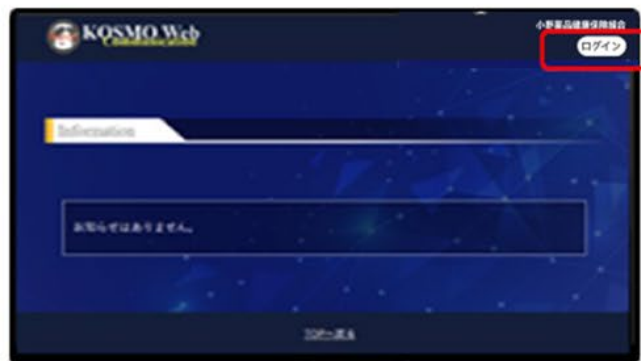 小野薬品健康保険組合
KOSMO Web
Communication
ログイン
Information
お知らせはありません。
TOPへ戻る